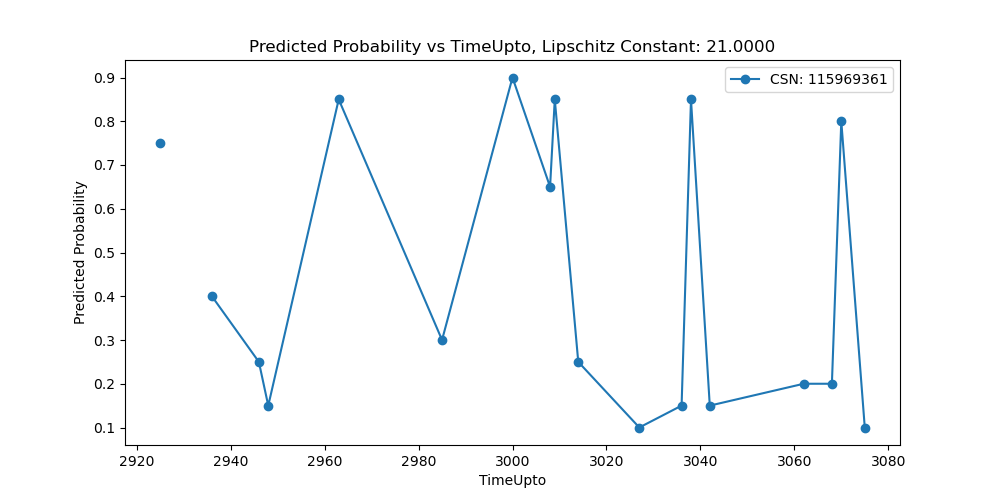 Predicted Probability vs TimeUpto, Lipschitz Constant: 21.0000
CSN: 115969361
Predicted Probability
0.9
0.8
0.7
0.6
0.5
0.4
0.3
0.2
0.1
2920 2940 2960 2980 3000 3020 3040 3060 3080
TimeUpto